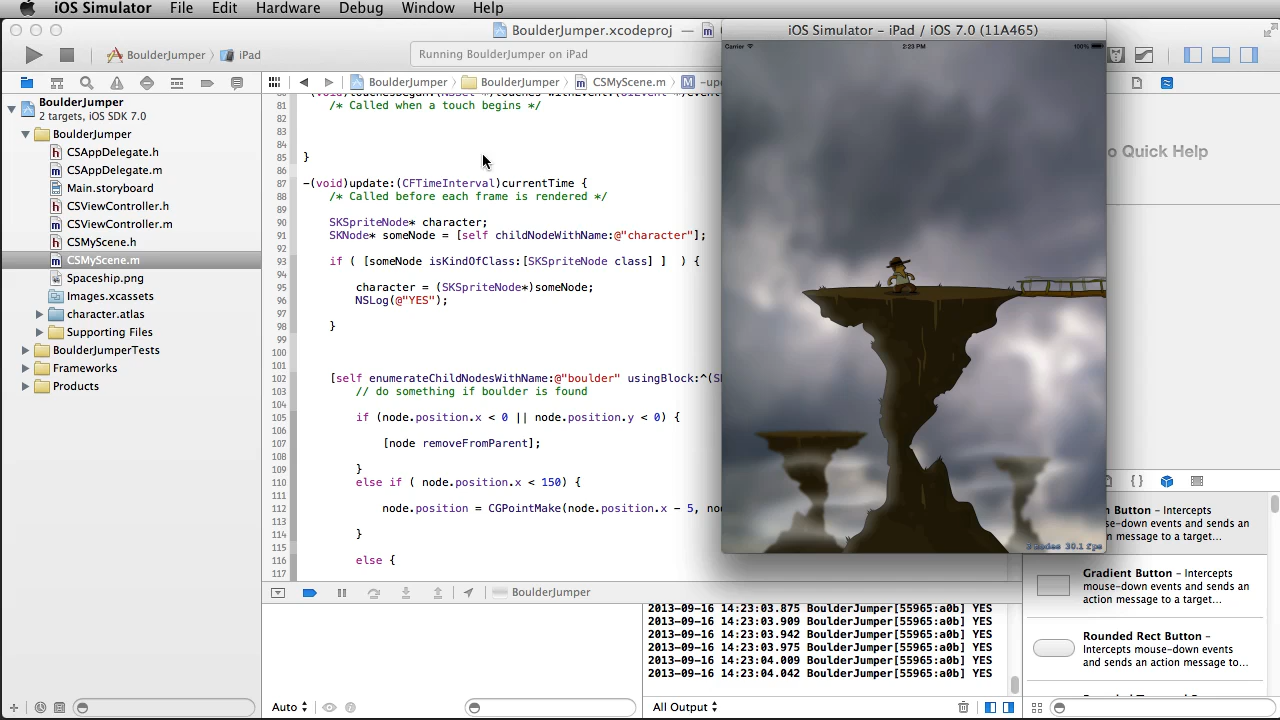 iOS Simulator File Edit Hardware Debug Window Help
BoulderJumper.xcodeproj —
iOS Simulator – iPad / iOS 7.0 (11A465)
BoulderJumper iPad
Running BoulderJumper on iPad
Carrier 2:23 PM 100%
BoulderJumper BoulderJumper CSMyScene.m
BoulderJumper
2 targets, iOS SDK 7.0
BoulderJumper
CSAppDelegate.h
CSAppDelegate.m
Main.storyboard
CSViewController.h
CSViewController.m
CSMyScene.h
CSMyScene.m
Spaceship.png
Images.xcassets
character.atlas
Supporting Files
BoulderJumperTests
Frameworks
Products
81 /* Called when a touch begins */
82
83
84
85 }
86
87 -(void)update:(CFTimeInterval)currentTime {
88 /* Called before each frame is rendered */
89
90 SKSpriteNode* character;
91 SKNode* someNode = [self childNodeWithName:@"character"];
92
93 if ( [someNode isKindOfClass:[SKSpriteNode class] ] ) {
94
95 character = (SKSpriteNode*)someNode;
96 NSLog(@"YES");
97
98 }
99
100
101
102 [self enumerateChildNodesWithName:@"boulder" usingBlock:^(
103 // do something if boulder is found
104
105 if (node.position.x < 0 || node.position.y < 0) {
106
107 [node removeFromParent];
108
109 }
110 else if ( node.position.x < 150) {
111
112 node.position = CGPointMake(node.position.x - 5,
113
114 }
115
116 else {
117
nodes 30.1 fps
Quick Help
Button – Intercepts
mouse-down events and sends an
action message to a target...
Gradient Button – Intercepts
mouse-down events and sends an
action message to a target...
Rounded Rect Button –
Intercepts mouse-down events
and sends an action message to...
BoulderJumper
2013-09-16 14:23:03.875 BoulderJumper[55965:a0b] YES
2013-09-16 14:23:03.909 BoulderJumper[55965:a0b] YES
2013-09-16 14:23:03.942 BoulderJumper[55965:a0b] YES
2013-09-16 14:23:03.975 BoulderJumper[55965:a0b] YES
2013-09-16 14:23:04.009 BoulderJumper[55965:a0b] YES
2013-09-16 14:23:04.042 BoulderJumper[55965:a0b] YES
Auto
All Output